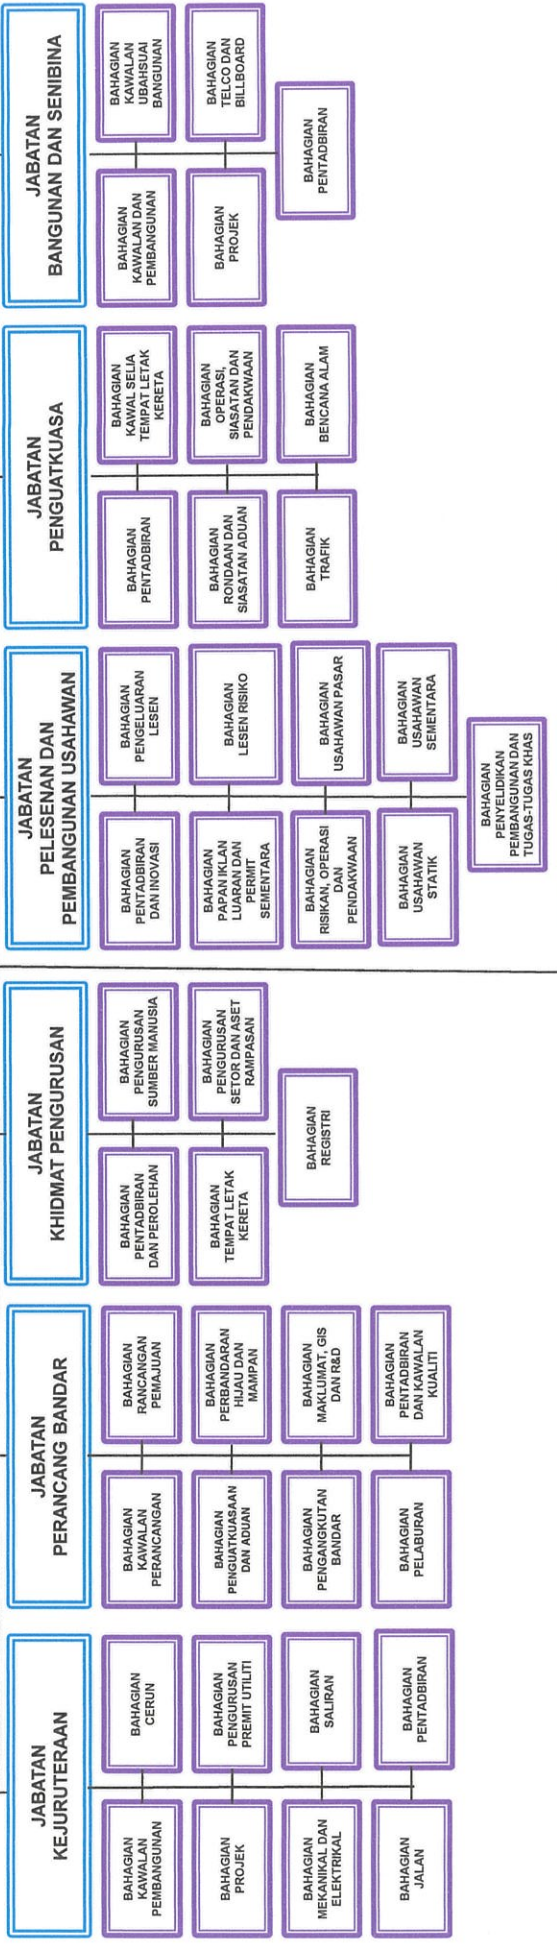 JABATAN
KEJURUTERAAN
BAHAGIAN
KAWALAN
PEMBANGUNAN
BAHAGIAN
CERUN
BAHAGIAN
PROJEK
BAHAGIAN
PENGURUSAN
PREMIT UTILITI
BAHAGIAN
MEKANIKAL DAN
ELEKTRIKAL
BAHAGIAN
SALIRAN
BAHAGIAN
JALAN
BAHAGIAN
PENTADBIRAN
JABATAN
PERANCANG BANDAR
BAHAGIAN
KAWALAN
PERANCANGAN
BAHAGIAN
RANCANGAN
PEMAJUAN
BAHAGIAN
PENGUATKUASAAN
DAN ADUAN
BAHAGIAN
PERBANDARAN
HIJAU DAN
MAMPAN
BAHAGIAN
PENGANGKUTAN
BANDAR
BAHAGIAN
MAKLUMAT, GIS
DAN R&D
BAHAGIAN
PELABURAN
BAHAGIAN
PENTADBIRAN
DAN KAWALAN
KUALITI
JABATAN
KHIDMAT PENGURUSAN
BAHAGIAN
PENTADBIRAN
DAN PEROLEHAN
BAHAGIAN
PENGURUSAN
SUMBER MANUSIA
BAHAGIAN
TEMPAT LETAK
KERETA
BAHAGIAN
PENGURUSAN
SETOR DAN ASET
RAMPASAN
BAHAGIAN
REGISTRI
JABATAN
PELESENAN DAN
PEMBANGUNAN USAHAWAN
BAHAGIAN
PENTADBIRAN
DAN INOVASI
BAHAGIAN
PENGELUARAN
LESEN
BAHAGIAN
PAPAN IKLAN
LUARAN DAN
PERMIT
SEMENTARA
BAHAGIAN
LESEN RISIKO
BAHAGIAN
RISIKAN, OPERASI
DAN
PENDAKWAAN
BAHAGIAN
USAHAWAN PASAR
BAHAGIAN
USAHAWAN
STATIK
BAHAGIAN
USAHAWAN
SEMENTARA
BAHAGIAN
PENYELIDIKAN
PEMBANGUNAN DAN
TUGAS-TUGAS KHAS
JABATAN
PENGUATKUASA
BAHAGIAN
PENTADBIRAN
BAHAGIAN
KAWAL SELIA
TEMPAT LETAK
KERETA
BAHAGIAN
RONDAAN DAN
SIASATAN ADUAN
BAHAGIAN
OPERASI,
SIASATAN DAN
PENDAKWAAN
BAHAGIAN
TRAFIK
BAHAGIAN
BENCANA ALAM
JABATAN
BANGUNAN DAN SENIBINA
BAHAGIAN
KAWALAN DAN
PEMBANGUNAN
BAHAGIAN
KAWALAN
UBAHSUAI
BANGUNAN
BAHAGIAN
PROJEK
BAHAGIAN
TELCO DAN
BILLBOARD
BAHAGIAN
PENTADBIRAN